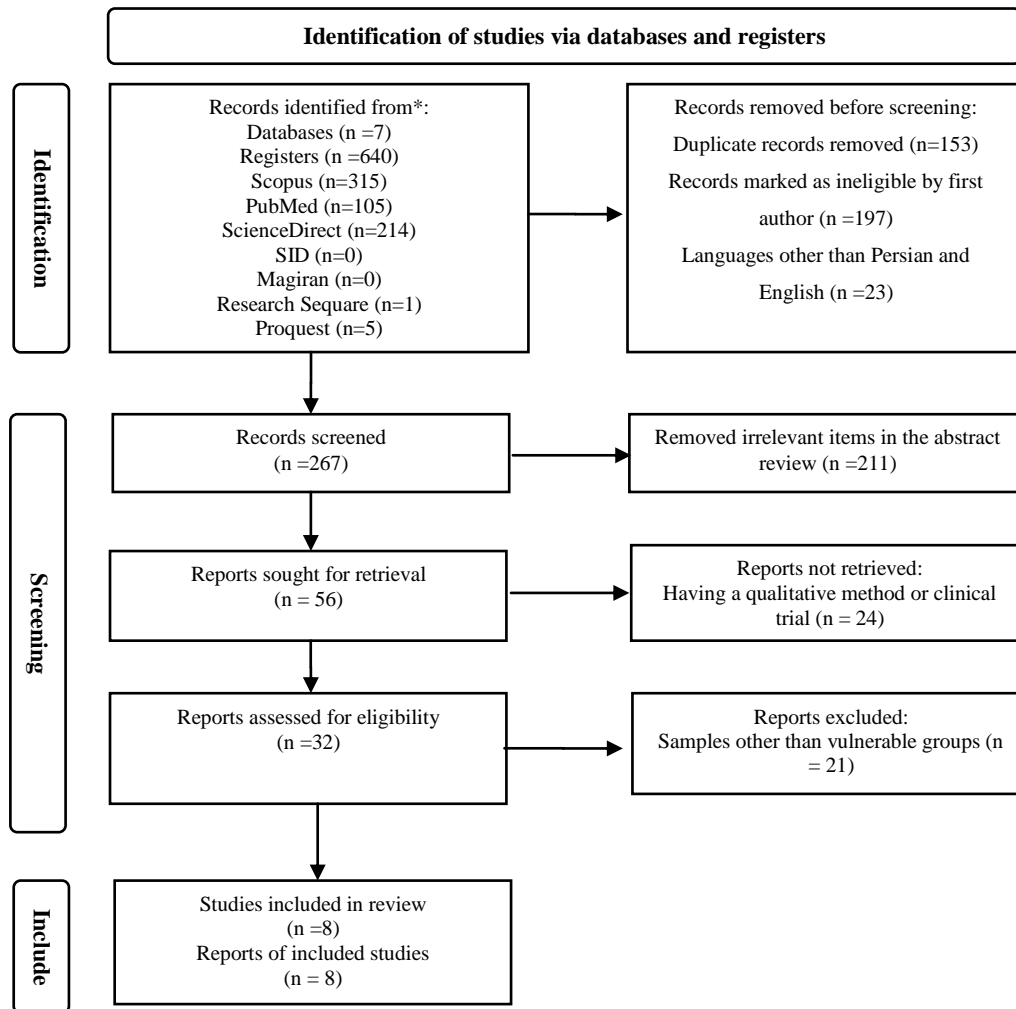 Identification of studies via databases and registers
Identification
Records identified from*:
Databases (n =7)
Registers (n =640)
Scopus (n=315)
PubMed (n=105)
ScienceDirect (n=214)
SID (n=0)
Magiran (n=0)
Research Sequare (n=1)
Proquest (n=5)
Records removed before screening:
Duplicate records removed (n=153)
Records marked as ineligible by first
author (n =197)
Languages other than Persian and
English (n =23)
Screening
Records screened
(n =267)
Removed irrelevant items in the abstract
review (n =211)
Reports sought for retrieval
(n = 56)
Reports not retrieved:
Having a qualitative method or clinical
trial (n = 24)
Reports assessed for eligibility
(n =32)
Reports excluded:
Samples other than vulnerable groups (n
= 21)
Include
Studies included in review
(n =8)
Reports of included studies
(n = 8)